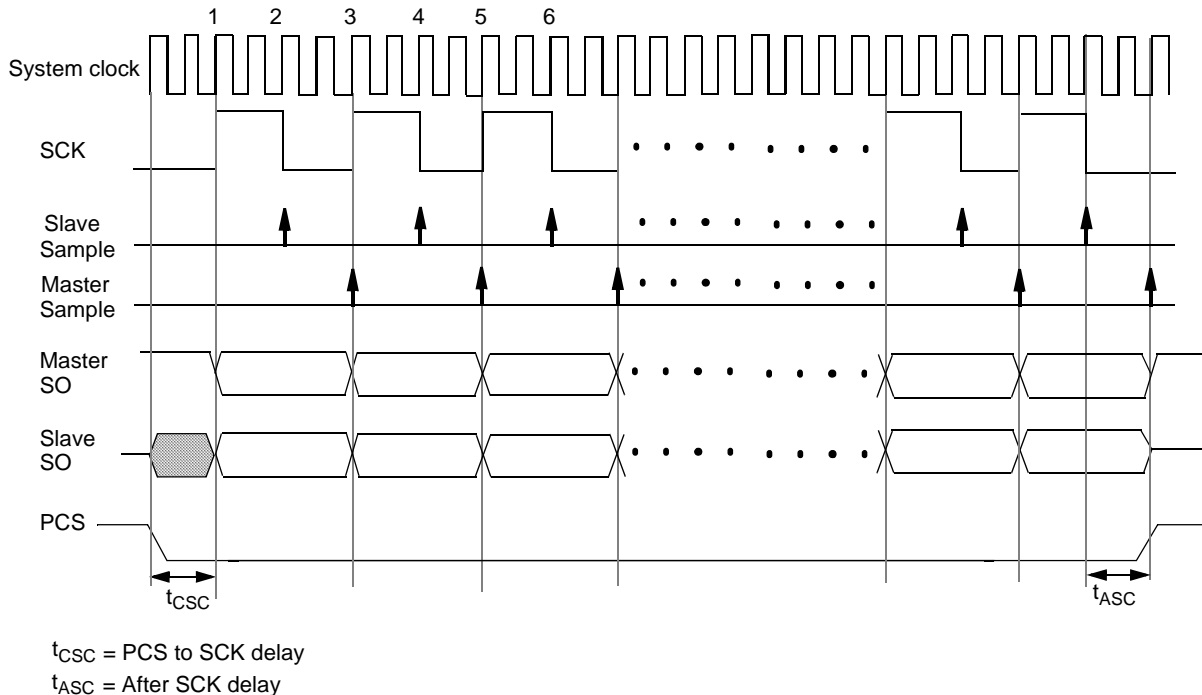 1 2 3 4 5 6
System clock
SCK
Slave
Sample
Master
Sample
Master
SO
Slave
SO
PCS
tCSC
tASC
tCSC = PCS to SCK delay
tASC = After SCK delay